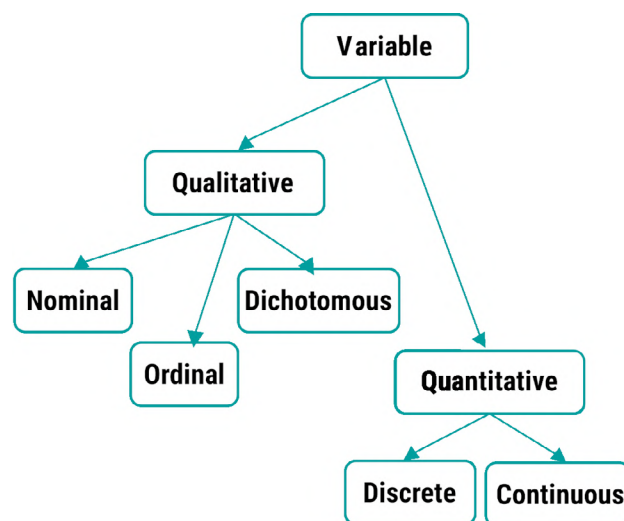 Variable
Qualitative
Nominal
Dichotomous
Ordinal
Quantitative
Discrete
Continuous